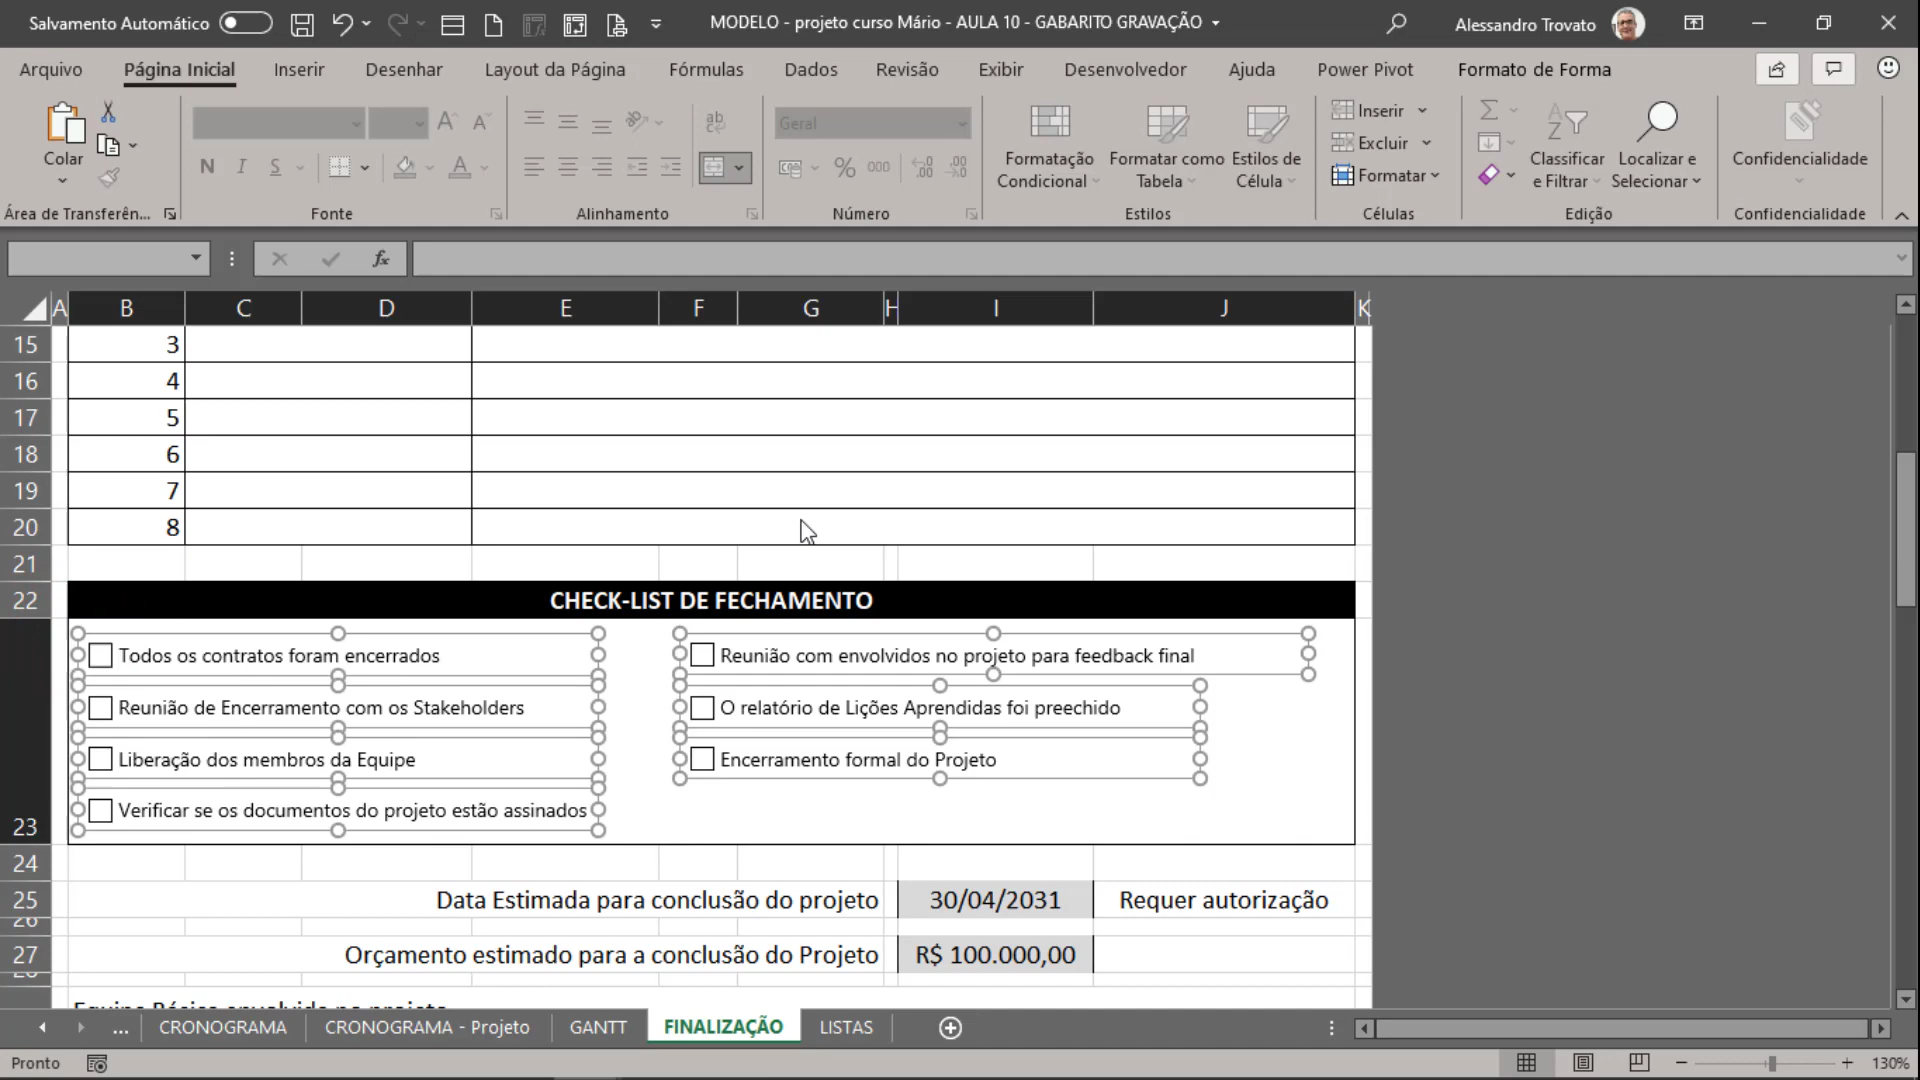 Salvamento Automático
MODELO - projeto curso Mário - AULA 10 - GABARITO GRAVAÇÃO
Alessandro Trovato
Arquivo Página Inicial Inserir Desenhar Layout da Página Fórmulas Dados Revisão Exibir Desenvolvedor Ajuda Power Pivot Formato de Forma
Colar
Área de Transferên...
N I S
Fonte
ab
Alinhamento
Geral
% 000
Número
Formatação Condicional
Formatar como Tabela
Estilos de Célula
Estilos
Inserir
Excluir
Formatar
Células
Classificar e Filtrar
Localizar e Selecionar
Edição
Confidencialidade
Confidencialidade
fx
A B C D E F G H I J K
15 3
16 4
17 5
18 6
19 7
20 8
21
22 CHECK-LIST DE FECHAMENTO
Todos os contratos foram encerrados
Reunião com envolvidos no projeto para feedback final
Reunião de Encerramento com os Stakeholders
O relatório de Lições Aprendidas foi preechido
Liberação dos membros da Equipe
Encerramento formal do Projeto
Verificar se os documentos do projeto estão assinados
23
24
25 Data Estimada para conclusão do projeto 30/04/2031 Requer autorização
26
27 Orçamento estimado para a conclusão do Projeto R$ 100.000,00
... CRONOGRAMA CRONOGRAMA - Projeto GANTT FINALIZAÇÃO LISTAS
Pronto
130%